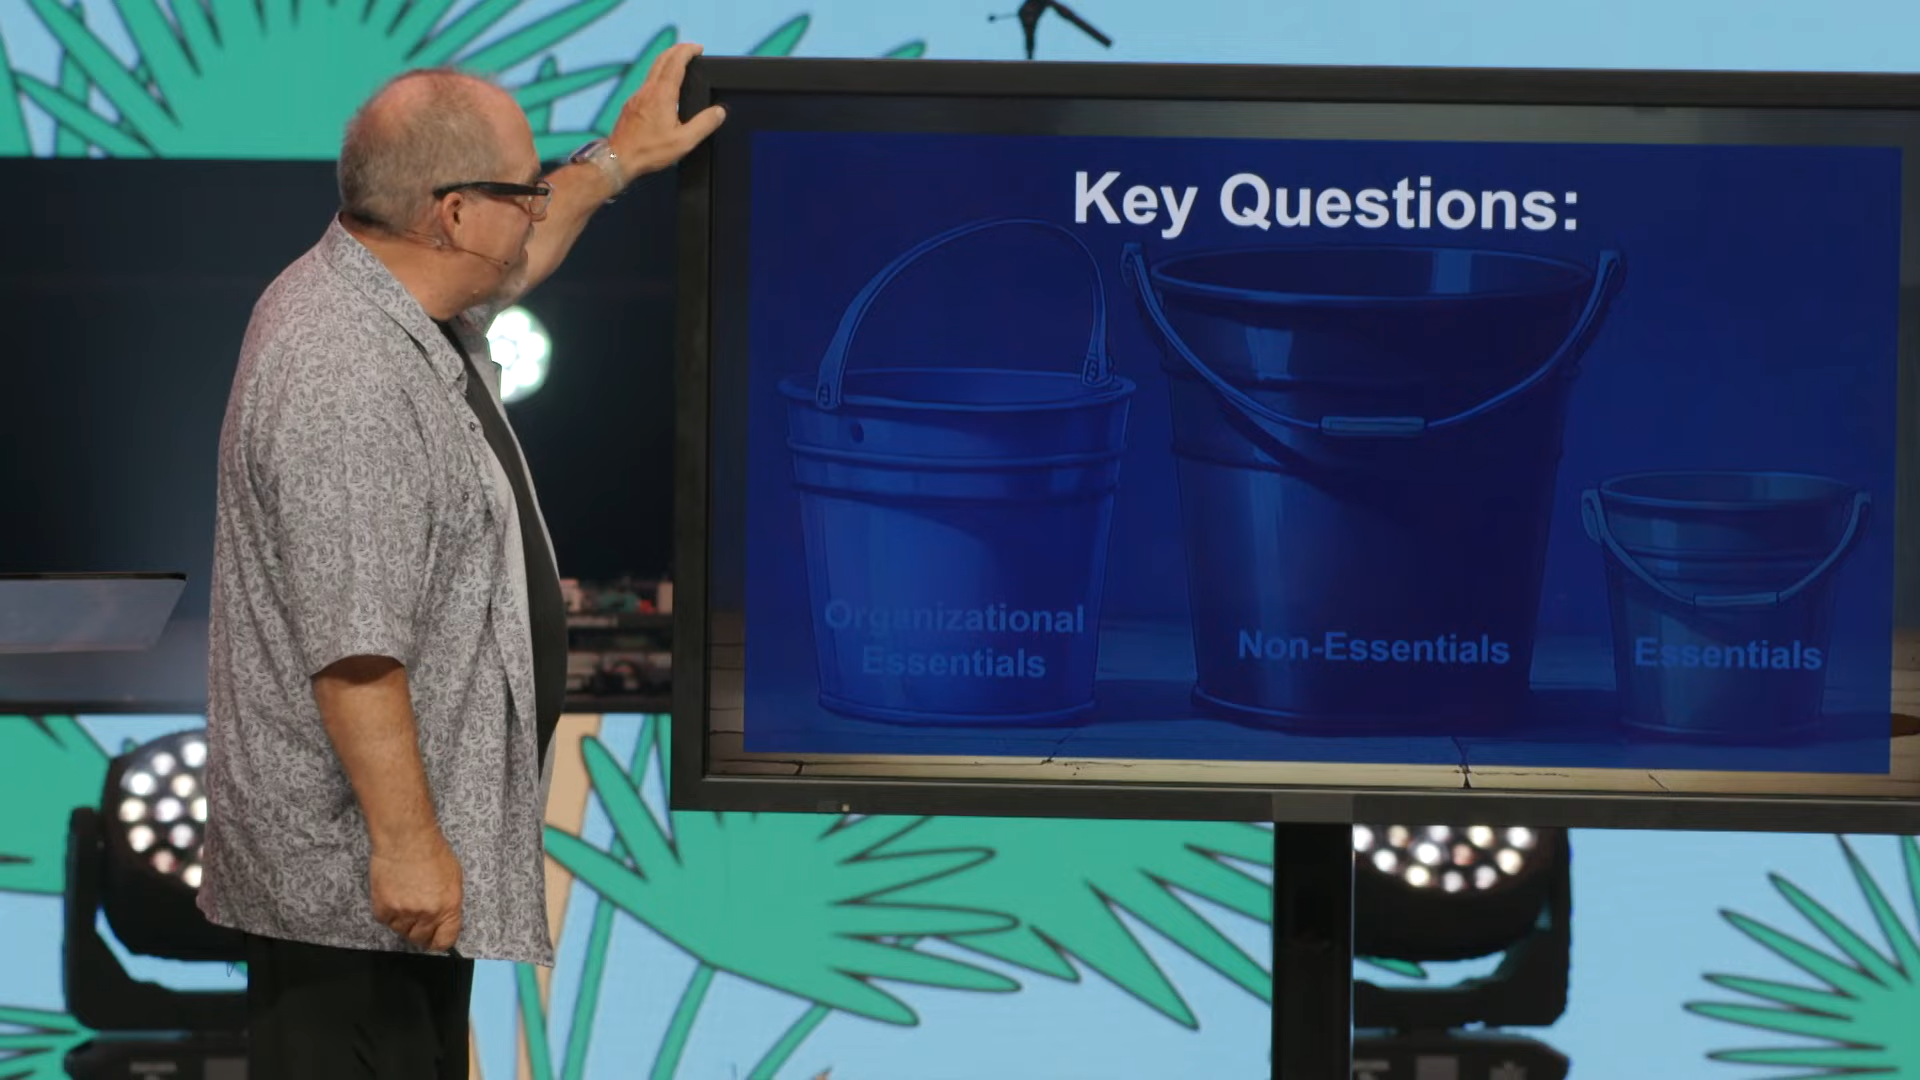 Key Questions:
Organizational
Essentials
Non-Essentials
Essentials